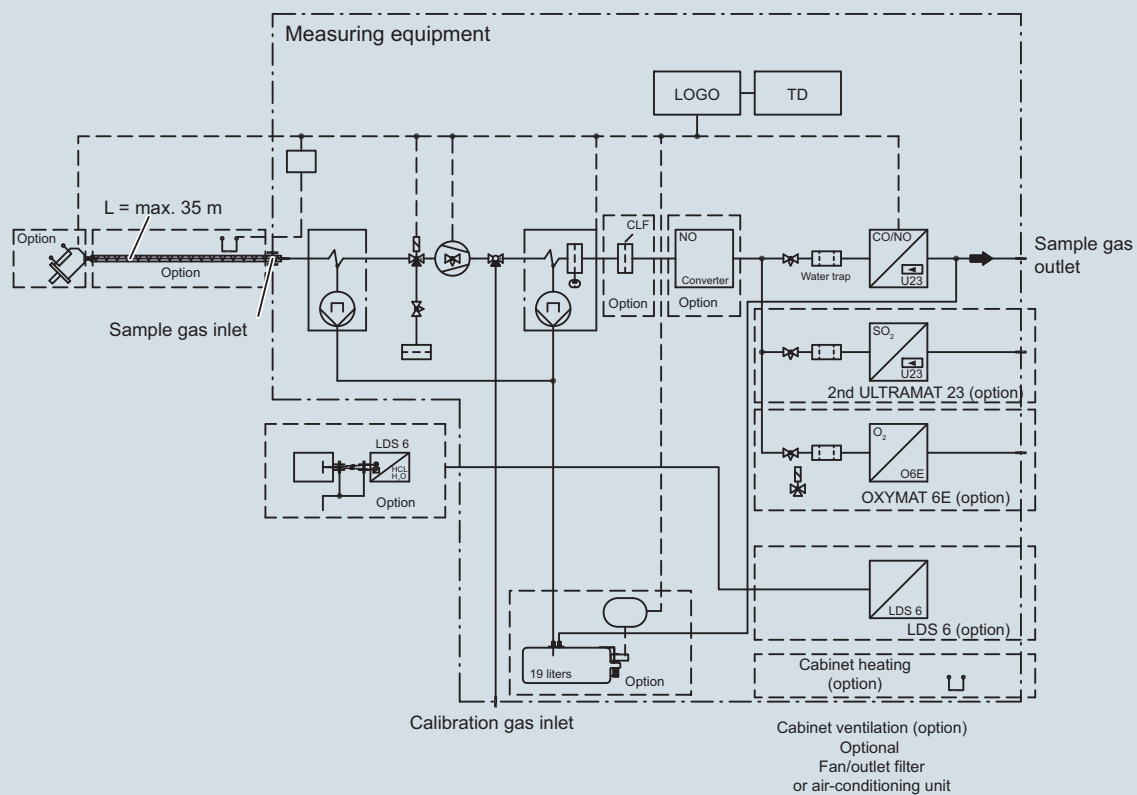 Measuring equipment
LOGO
TD
L = max. 35 m
Option
Option
Sample gas inlet
CLF
Option
NO
Converter
Option
Water trap
CO/NO
U23
Sample gas
outlet
SO₂
U23
2nd ULTRAMAT 23 (option)
O₂
O6E
OXYMAT 6E (option)
LDS 6
HCL
H₂O
Option
LDS 6
LDS 6 (option)
19 liters
Option
Cabinet heating
(option)
Calibration gas inlet
Cabinet ventilation (option)
Optional
Fan/outlet filter
or air-conditioning unit